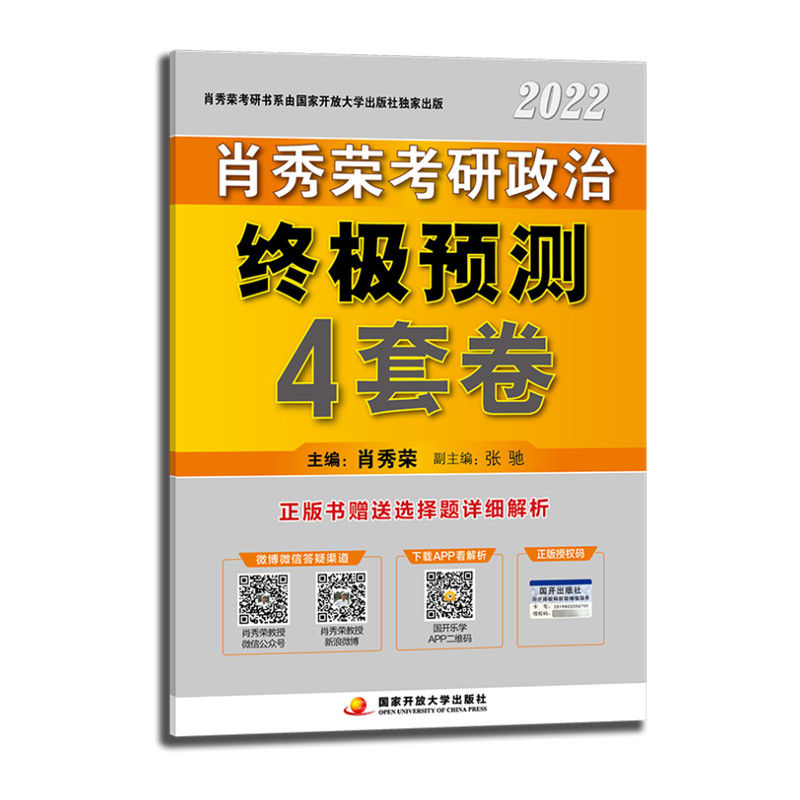 肖秀荣考研书系由国家开放大学出版社独家出版
2022
肖秀荣考研政治
终极预测
4套卷
主编：肖秀荣 副主编：张 驰
正版书赠送选择题详细解析
微博微信答疑渠道
肖秀荣教授
微信公众号
肖秀荣教授
新浪微博
下载APP看解析
国开乐学
APP二维码
正版授权码
国开出版社
卡 号：
授权码：
国家开放大学出版社
OPEN UNIVERSITY OF CHINA PRESS